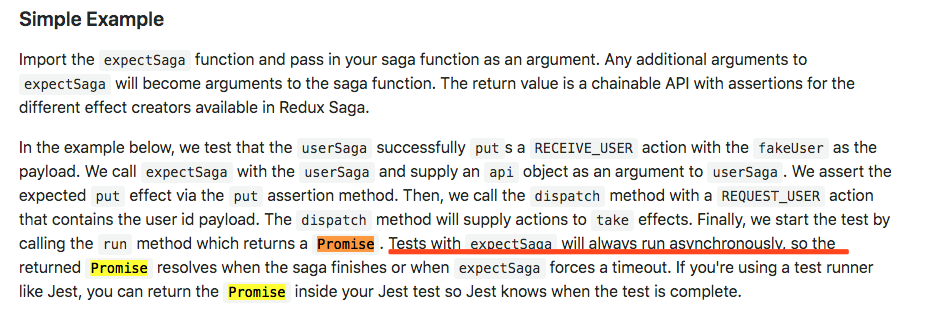 Simple Example
Import the expectSaga function and pass in your saga function as an argument. Any additional arguments to
expectSaga will become arguments to the saga function. The return value is a chainable API with assertions for the
different effect creators available in Redux Saga.
In the example below, we test that the userSaga successfully put s a RECEIVE_USER action with the fakeUser as the
payload. We call expectSaga with the userSaga and supply an api object as an argument to userSaga . We assert the
expected put effect via the put assertion method. Then, we call the dispatch method with a REQUEST_USER action
that contains the user id payload. The dispatch method will supply actions to take effects. Finally, we start the test by
calling the run method which returns a Promise . Tests with expectSaga will always run asynchronously, so the
returned Promise resolves when the saga finishes or when expectSaga forces a timeout. If you're using a test runner
like Jest, you can return the Promise inside your Jest test so Jest knows when the test is complete.